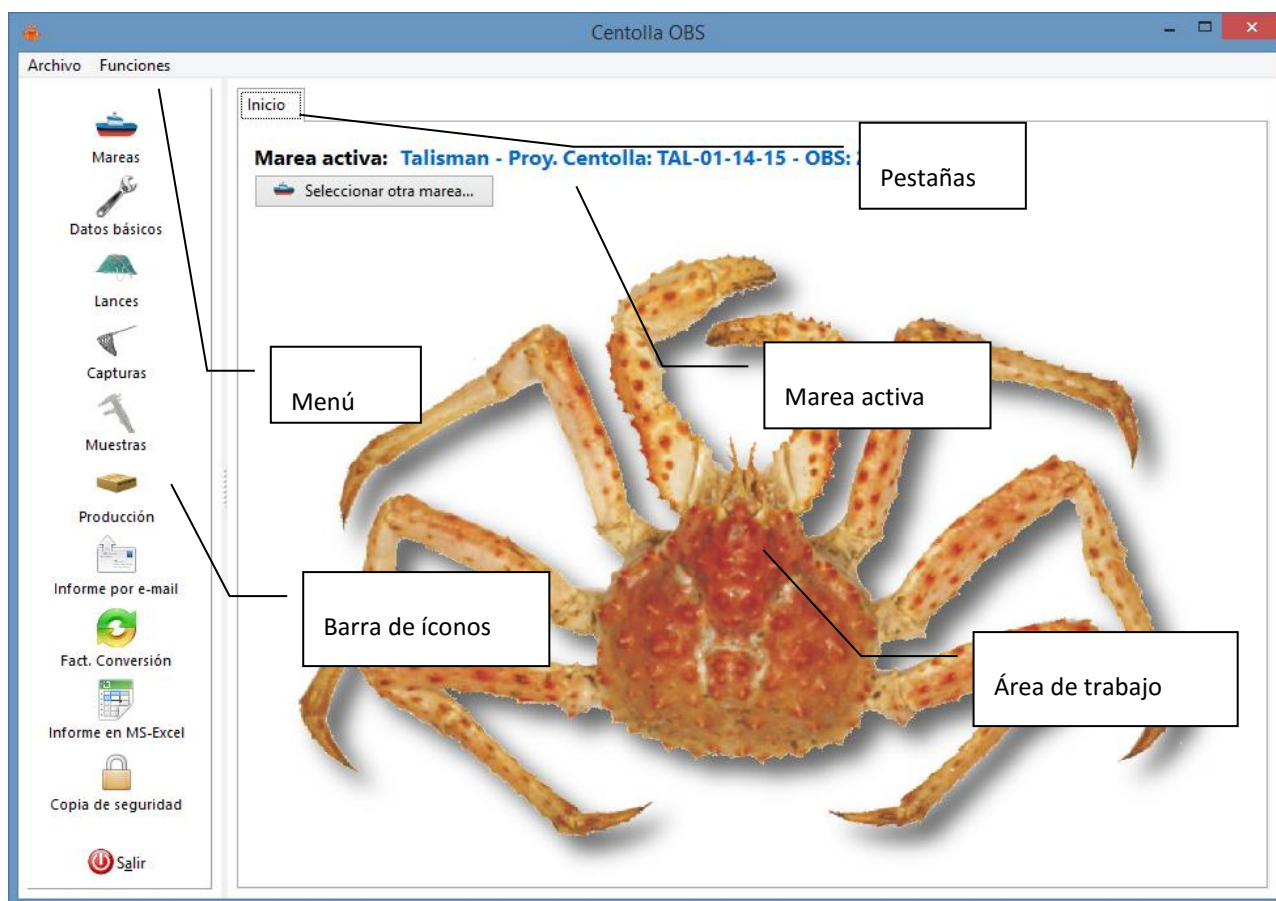 Centolla OBS
Archivo Funciones
Inicio
Marea activa: Talisman - Proy. Centolla: TAL-01-14-15 - OBS:
Seleccionar otra marea...
Pestañas
Mareas
Datos básicos
Lances
Capturas
Muestras
Producción
Informe por e-mail
Fact. Conversión
Informe en MS-Excel
Copia de seguridad
Salir
Menú
Marea activa
Barra de íconos
Área de trabajo